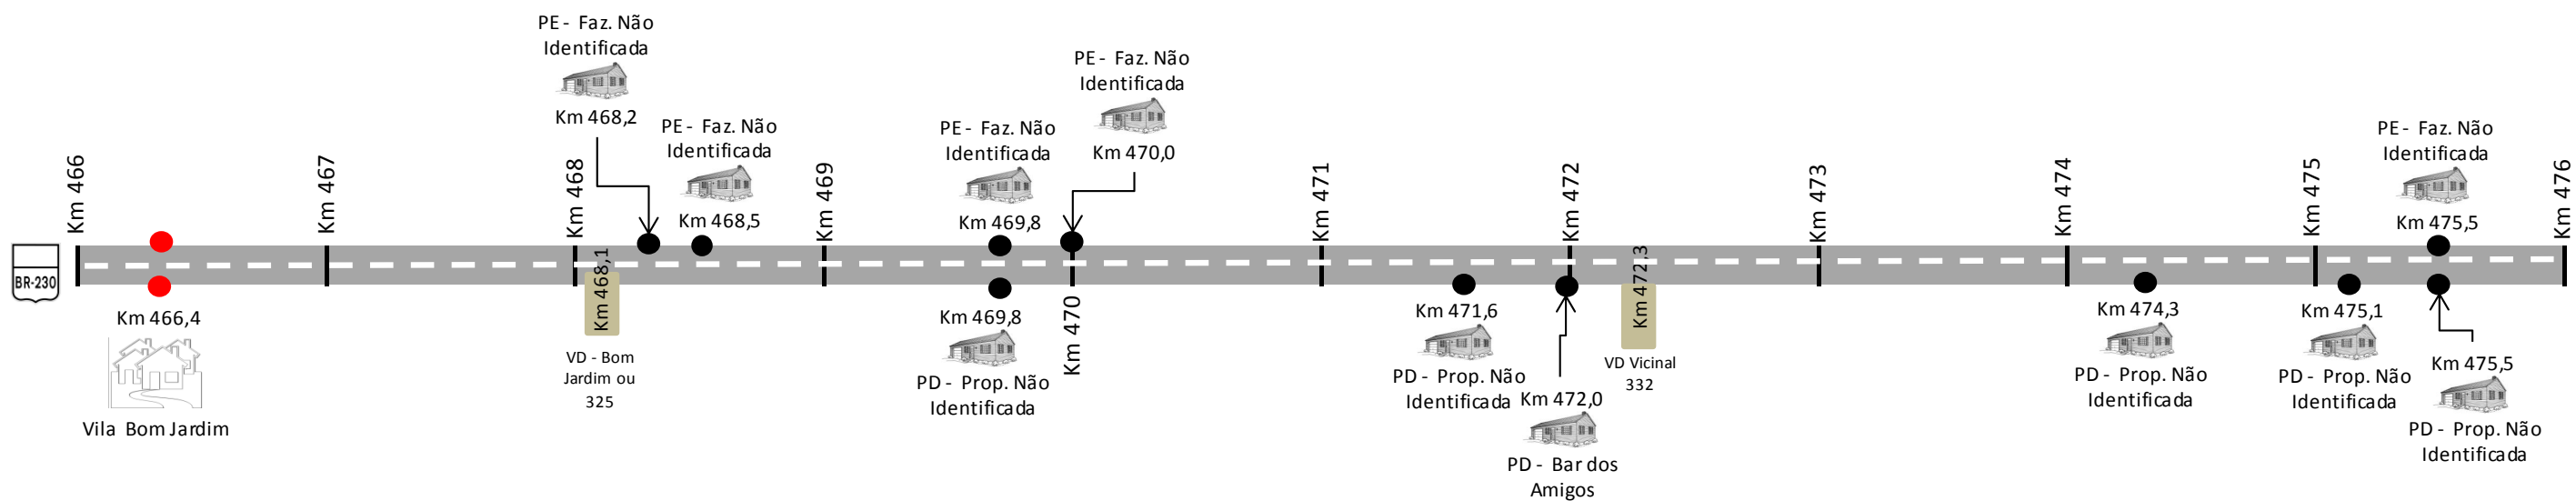 BR-230
Km 466
Km 466,4
Vila Bom Jardim
Km 467
Km 468
Km 468,1
VD - Bom
Jardim ou
325
PE - Faz. Não
Identificada
Km 468,2
PE - Faz. Não
Identificada
Km 468,5
Km 469
PE - Faz. Não
Identificada
Km 469,8
Km 469,8
PD - Prop. Não
Identificada
PE - Faz. Não
Identificada
Km 470,0
Km 470
Km 471
Km 471,6
PD - Prop. Não
Identificada
Km 472
Km 472,0
PD - Bar dos
Amigos
Km 472,3
VD Vicinal
332
Km 473
Km 474
Km 474,3
PD - Prop. Não
Identificada
Km 475
Km 475,1
PD - Prop. Não
Identificada
PE - Faz. Não
Identificada
Km 475,5
Km 475,5
PD - Prop. Não
Identificada
Km 476